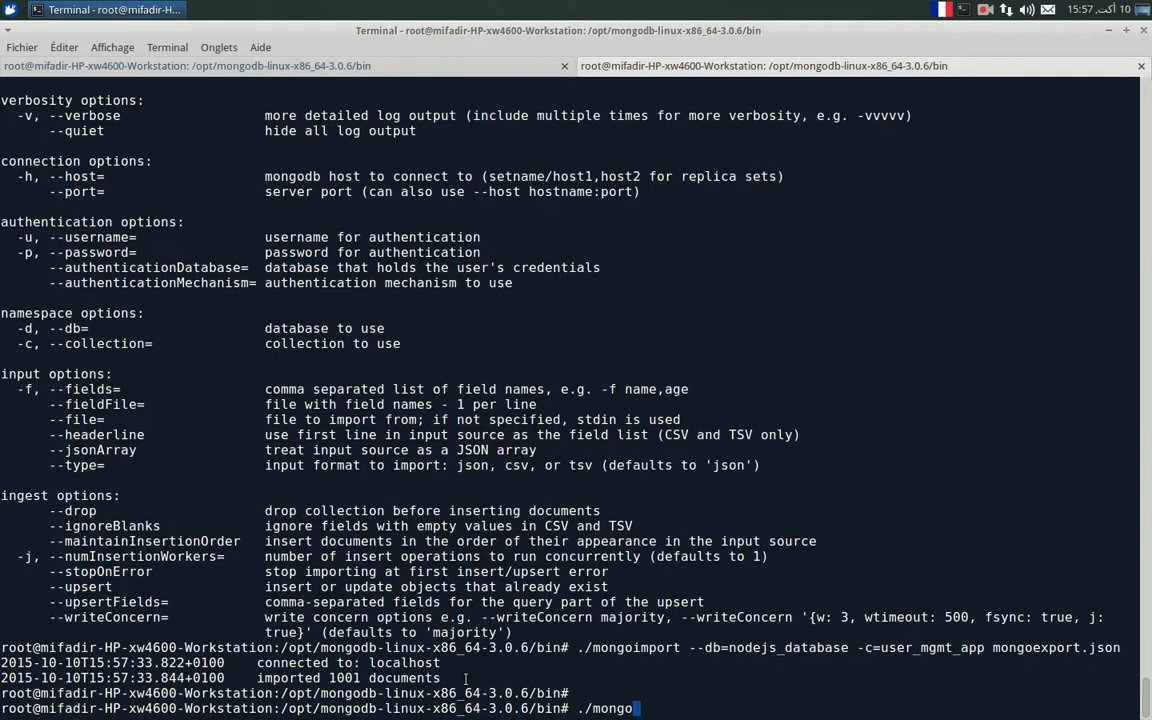 Terminal - root@mifadir-H...
15:57 ,أكت 10
Terminal - root@mifadir-HP-xw4600-Workstation: /opt/mongodb-linux-x86_64-3.0.6/bin
Fichier Éditer Affichage Terminal Onglets Aide
root@mifadir-HP-xw4600-Workstation: /opt/mongodb-linux-x86_64-3.0.6/bin
root@mifadir-HP-xw4600-Workstation: /opt/mongodb-linux-x86_64-3.0.6/bin
verbosity options:
-v, --verbose more detailed log output (include multiple times for more verbosity, e.g. -vvvvv)
--quiet hide all log output
connection options:
-h, --host= mongodb host to connect to (setname/host1,host2 for replica sets)
--port= server port (can also use --host hostname:port)
authentication options:
-u, --username= username for authentication
-p, --password= password for authentication
--authenticationDatabase= database that holds the user's credentials
--authenticationMechanism= authentication mechanism to use
namespace options:
-d, --db= database to use
-c, --collection= collection to use
input options:
-f, --fields= comma separated list of field names, e.g. -f name,age
--fieldFile= file with field names - 1 per line
--file= file to import from; if not specified, stdin is used
--headerline use first line in input source as the field list (CSV and TSV only)
--jsonArray treat input source as a JSON array
--type= input format to import: json, csv, or tsv (defaults to 'json')
ingest options:
--drop drop collection before inserting documents
--ignoreBlanks ignore fields with empty values in CSV and TSV
--maintainInsertionOrder insert documents in the order of their appearance in the input source
-j, --numInsertionWorkers= number of insert operations to run concurrently (defaults to 1)
--stopOnError stop importing at first insert/upsert error
--upsert insert or update objects that already exist
--upsertFields= comma-separated fields for the query part of the upsert
--writeConcern= write concern options e.g. --writeConcern majority, --writeConcern '{w: 3, wtimeout: 500, fsync: true, j:
true}' (defaults to 'majority')
root@mifadir-HP-xw4600-Workstation:/opt/mongodb-linux-x86_64-3.0.6/bin# ./mongoimport --db=nodejs_database -c=user_mgmt_app mongoexport.json
2015-10-10T15:57:33.822+0100 connected to: localhost
2015-10-10T15:57:33.844+0100 imported 1001 documents
root@mifadir-HP-xw4600-Workstation:/opt/mongodb-linux-x86_64-3.0.6/bin#
root@mifadir-HP-xw4600-Workstation:/opt/mongodb-linux-x86_64-3.0.6/bin# ./mongo